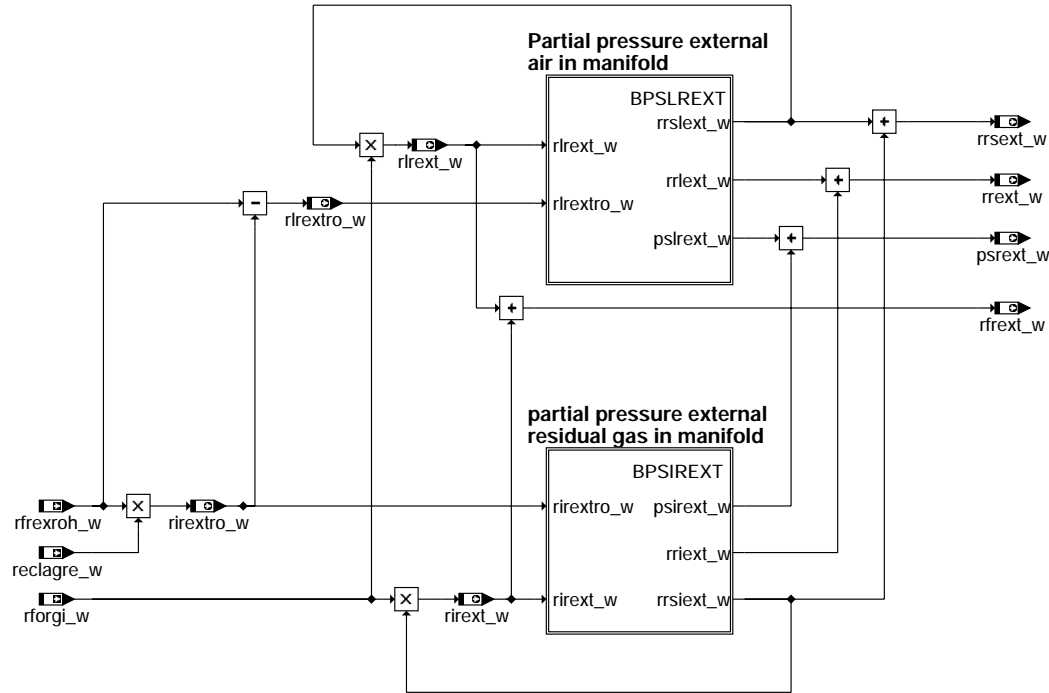 Partial pressure external
air in manifold
BPSLREXT
rrslext_w
rrsext_w
rlrext_w
rlrext_w
rrlext_w
rrext_w
rlrextro_w
rlrextro_w
pslrext_w
psrext_w
rfrext_w
partial pressure external
residual gas in manifold
BPSIREXT
rfrexroh_w
rirextro_w
rirextro_w
psirext_w
reclagre_w
rriext_w
rforgi_w
rirext_w
rirext_w
rrsiext_w